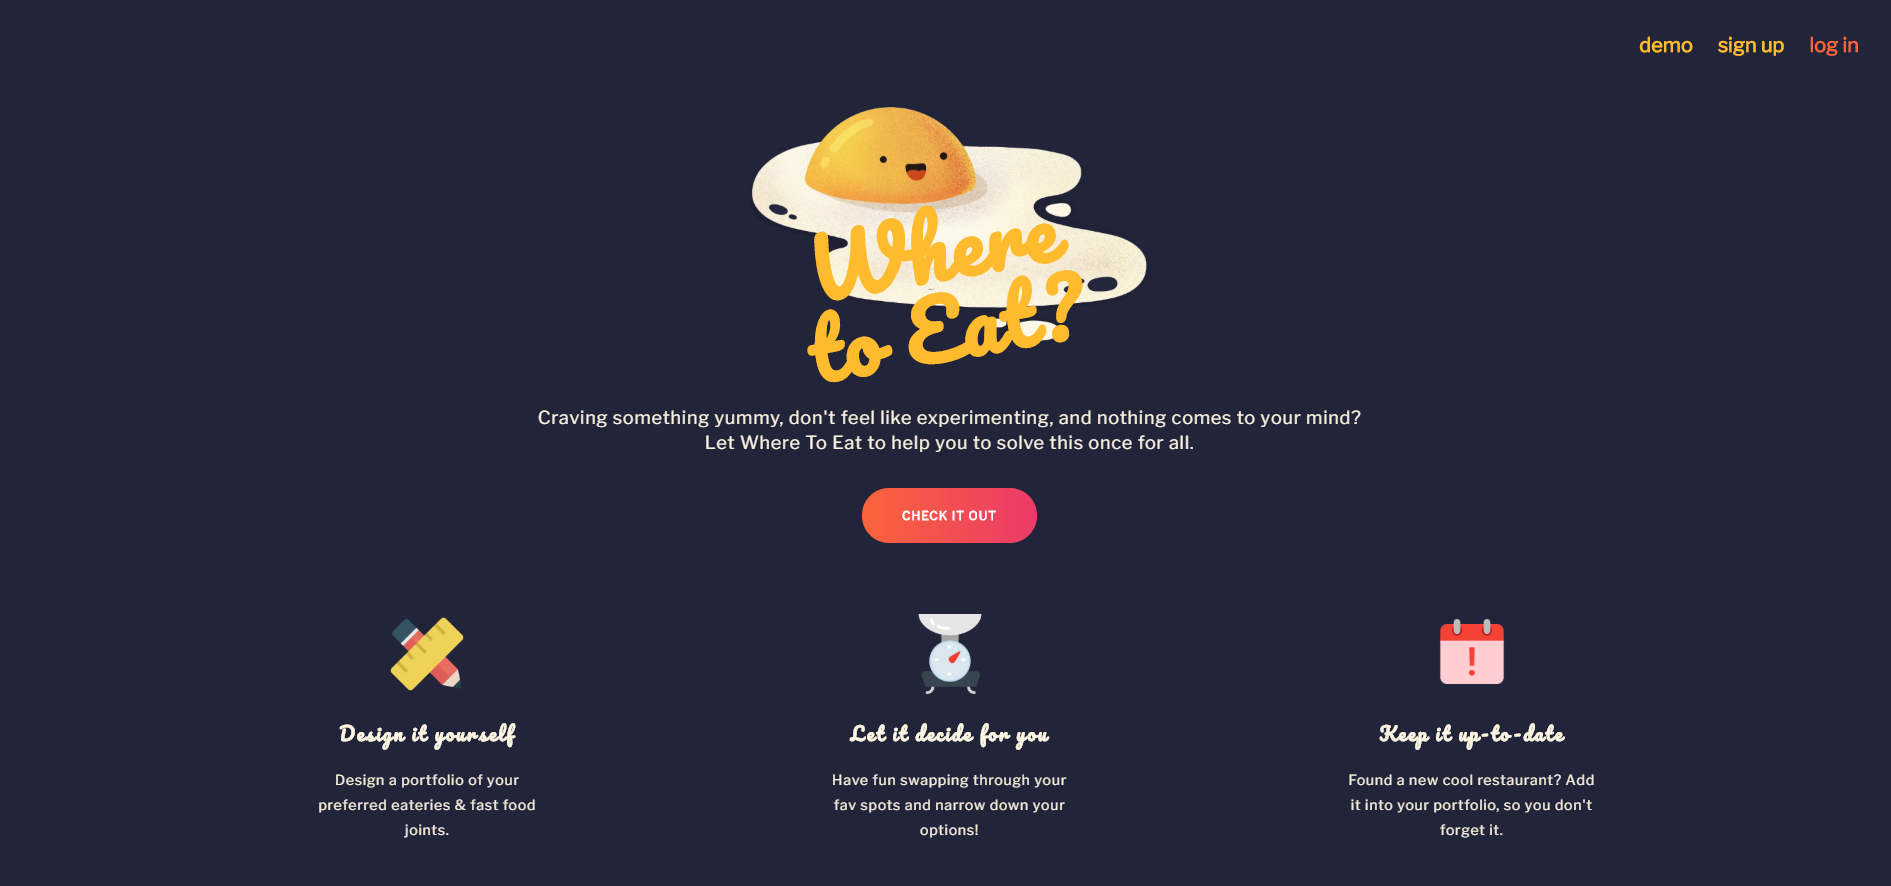 demo sign up log in
Where
to Eat?
Craving something yummy, don't feel like experimenting, and nothing comes to your mind?
Let Where To Eat to help you to solve this once for all.
CHECK IT OUT
Design it yourself
Design a portfolio of your
preferred eateries & fast food
joints.
Let it decide for you
Have fun swapping through your
fav spots and narrow down your
options!
Keep it up-to-date
Found a new cool restaurant? Add
it into your portfolio, so you don't
forget it.